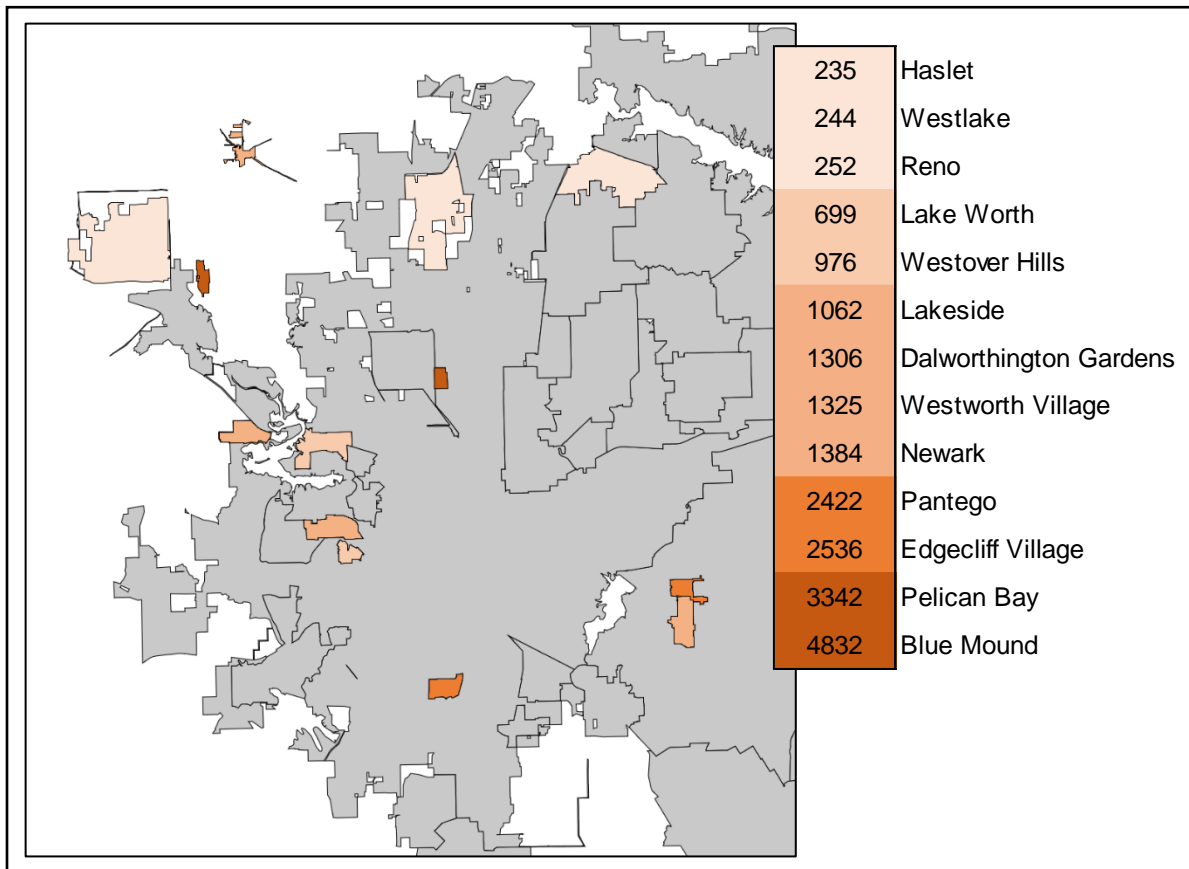 235 Haslet
244 Westlake
252 Reno
699 Lake Worth
976 Westover Hills
1062 Lakeside
1306 Dalworthington Gardens
1325 Westworth Village
1384 Newark
2422 Pantego
2536 Edgecliff Village
3342 Pelican Bay
4832 Blue Mound